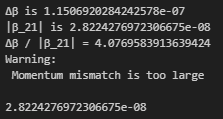 Δβ is 1.1506920284242578e-07
|β_21| is 2.8224276972306675e-08
Δβ / |β_21| = 4.0769583913639424
Warning:
 Momentum mismatch is too large
2.8224276972306675e-08